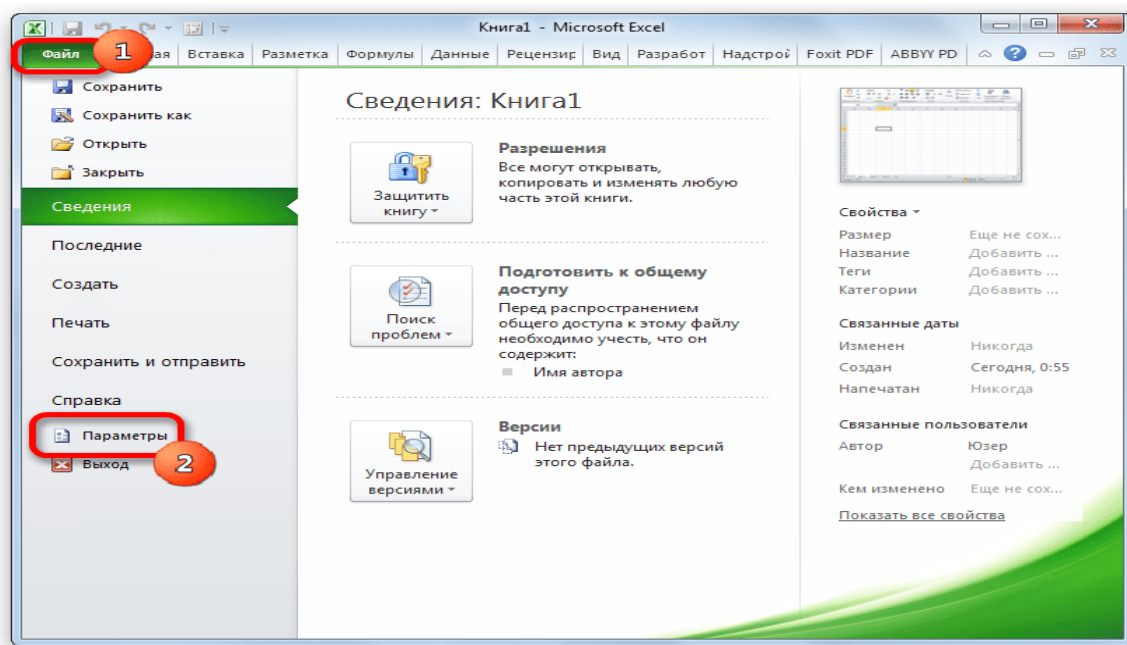 Книга1 - Microsoft Excel
Файл 1 ая Вставка Разметка Формулы Данные Рецензир Вид Разработ Надстрой Foxit PDF ABBYY PD
Сохранить
Сохранить как
Открыть
Закрыть
Сведения
Последние
Создать
Печать
Сохранить и отправить
Справка
Параметры
Выход
2
Сведения: Книга1
Защитить
книгу
Разрешения
Все могут открывать,
копировать и изменять любую
часть этой книги.
Поиск
проблем
Подготовить к общему
доступу
Перед распространением
общего доступа к этому файлу
необходимо учесть, что он
содержит:
Имя автора
Управление
версиями
Версии
Нет предыдущих версий
этого файла.
Свойства
Размер Еще не сох...
Название Добавить ...
Теги Добавить ...
Категории Добавить ...
Связанные даты
Изменен Никогда
Создан Сегодня, 0:55
Напечатан Никогда
Связанные пользователи
Автор Юзер
Добавить ...
Кем изменено Еще не сох...
Показать все свойства